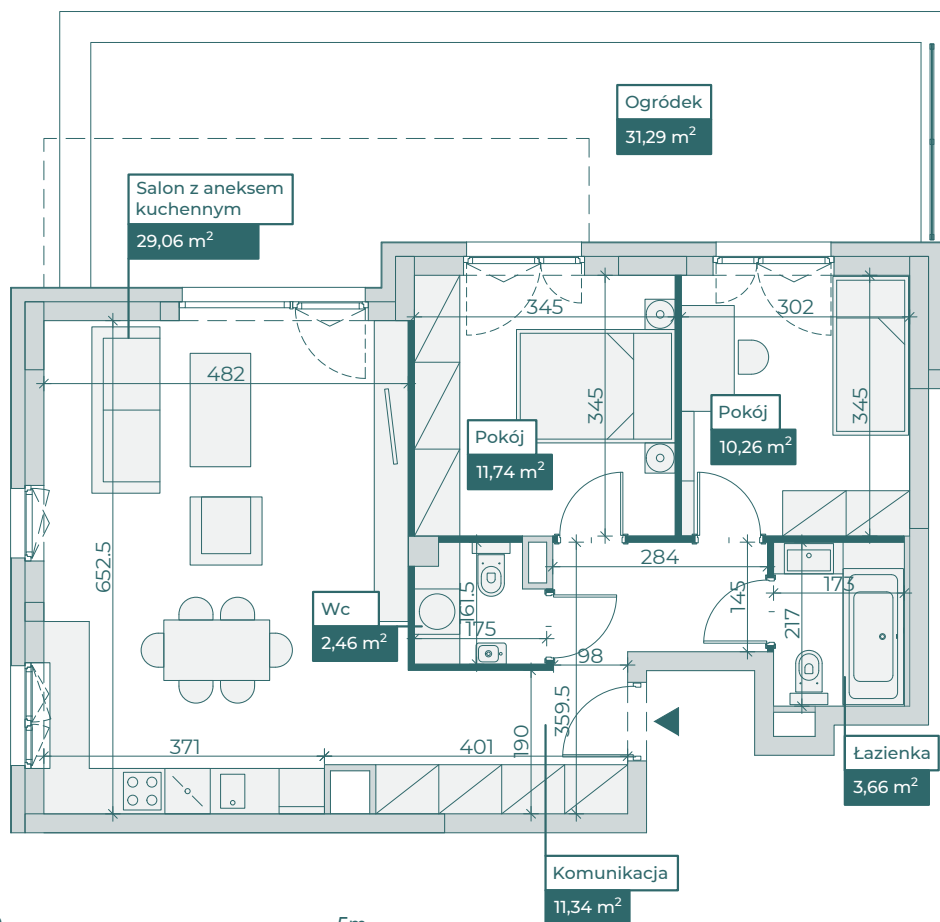 Ogródek
31,29 m²
Salon z aneksem
kuchennym
29,06 m²
345
302
482
345
345
Pokój
11,74 m²
Pokój
10,26 m²
652.5
284
145
173
217
161.5
175
Wc
2,46 m²
98
359.5
190
371
401
Łazienka
3,66 m²
Komunikacja
11,34 m²
5m